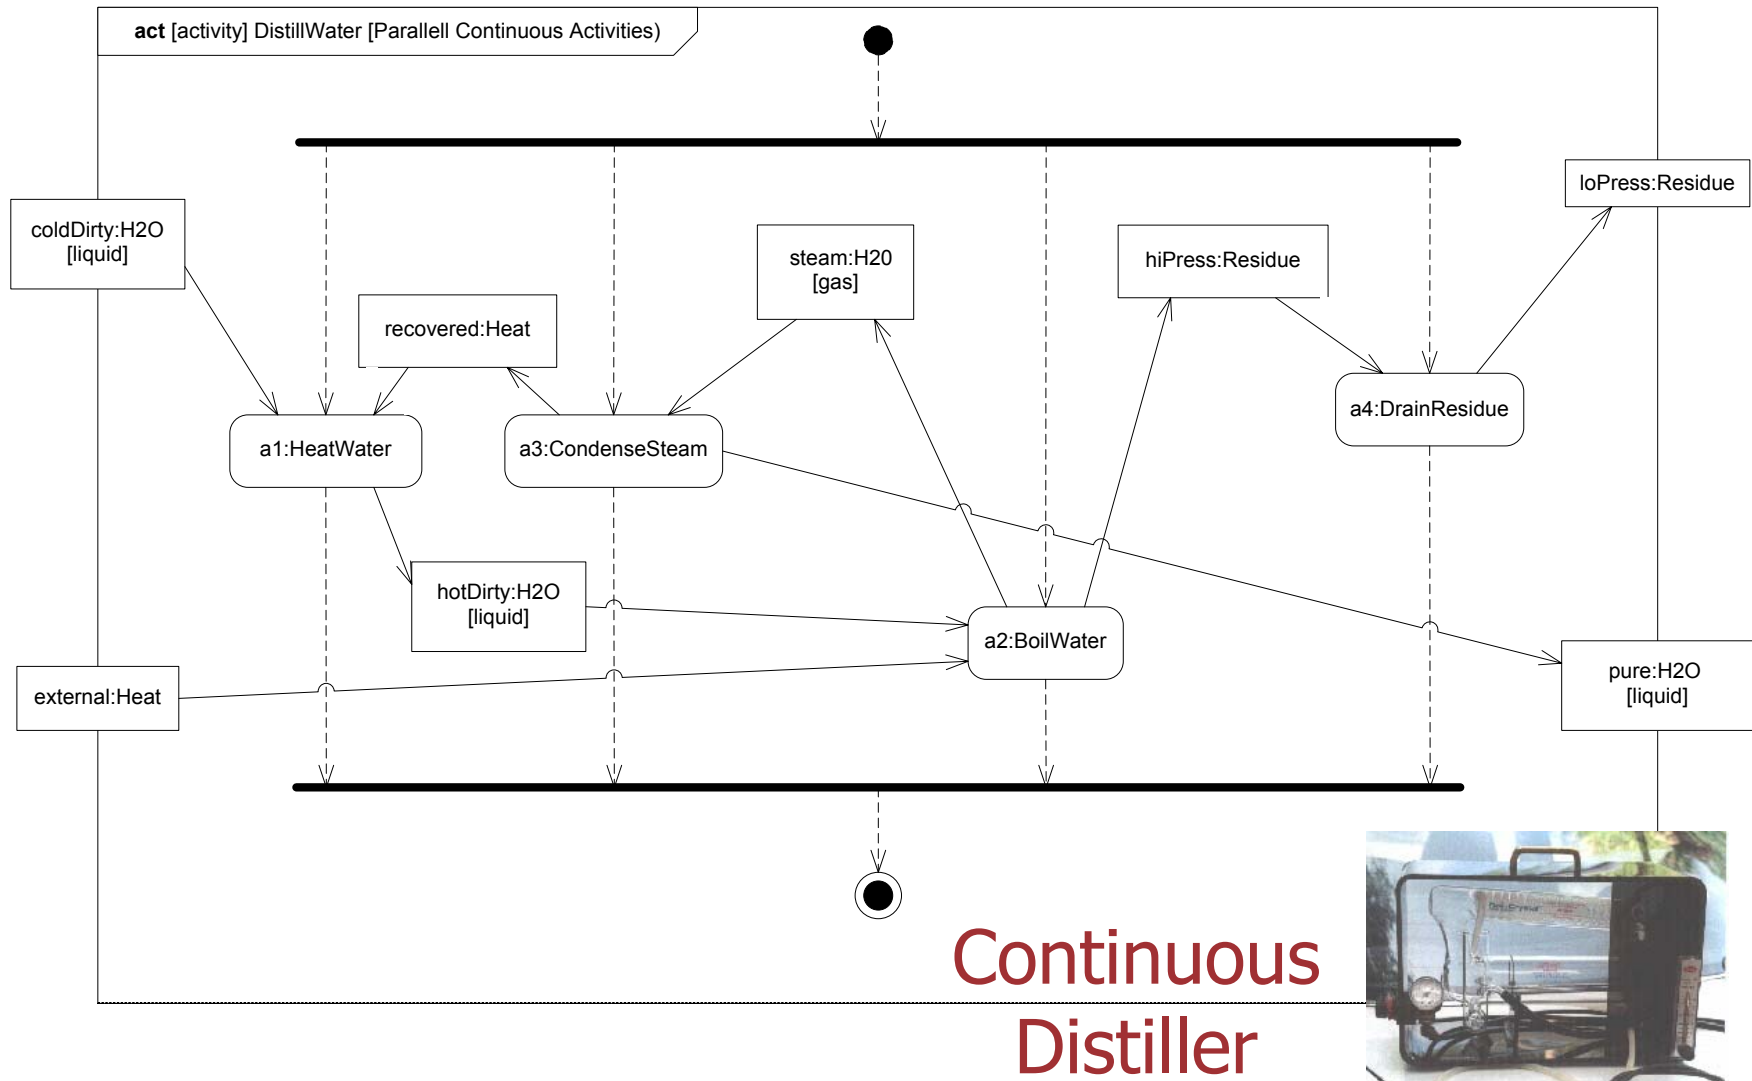 act [activity] DistillWater [Parallell Continuous Activities)
loPress:Residue
coldDirty:H2O
[liquid]
steam:H20
[gas]
hiPress:Residue
recovered:Heat
a4:DrainResidue
a1:HeatWater
a3:CondenseSteam
hotDirty:H2O
[liquid]
a2:BoilWater
external:Heat
pure:H2O
[liquid]
Continuous
Distiller